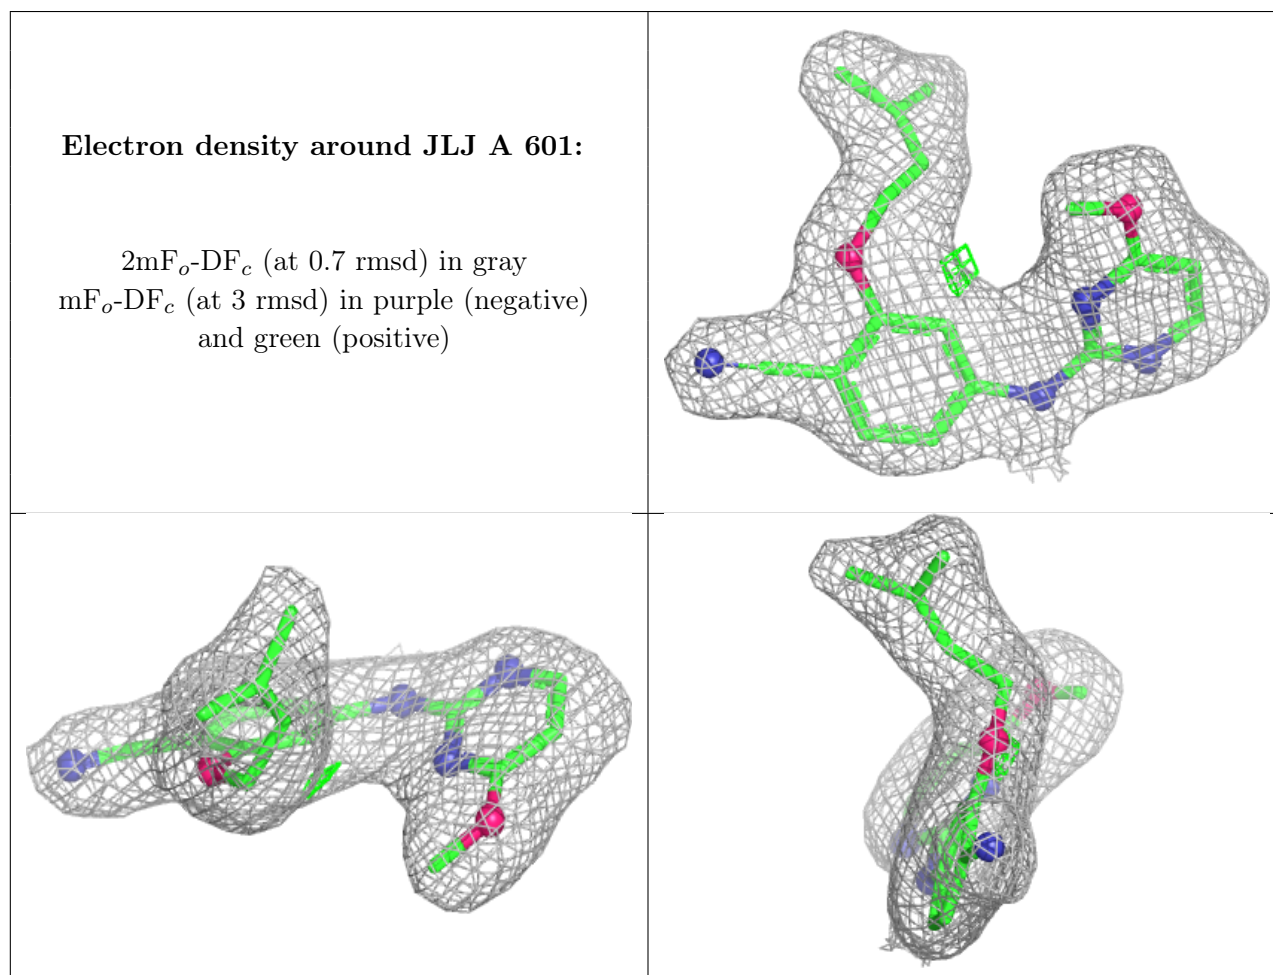 Electron density around JLJ A 601:
2mFo-DFc (at 0.7 rmsd) in gray
mFo-DFc (at 3 rmsd) in purple (negative)
and green (positive)